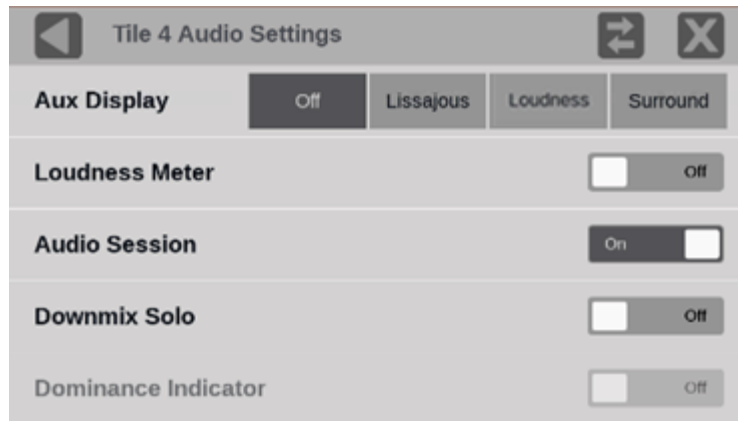 Tile 4 Audio Settings
Aux Display Off Lissajous Loudness Surround
Loudness Meter Off
Audio Session On
Downmix Solo Off
Dominance Indicator Off